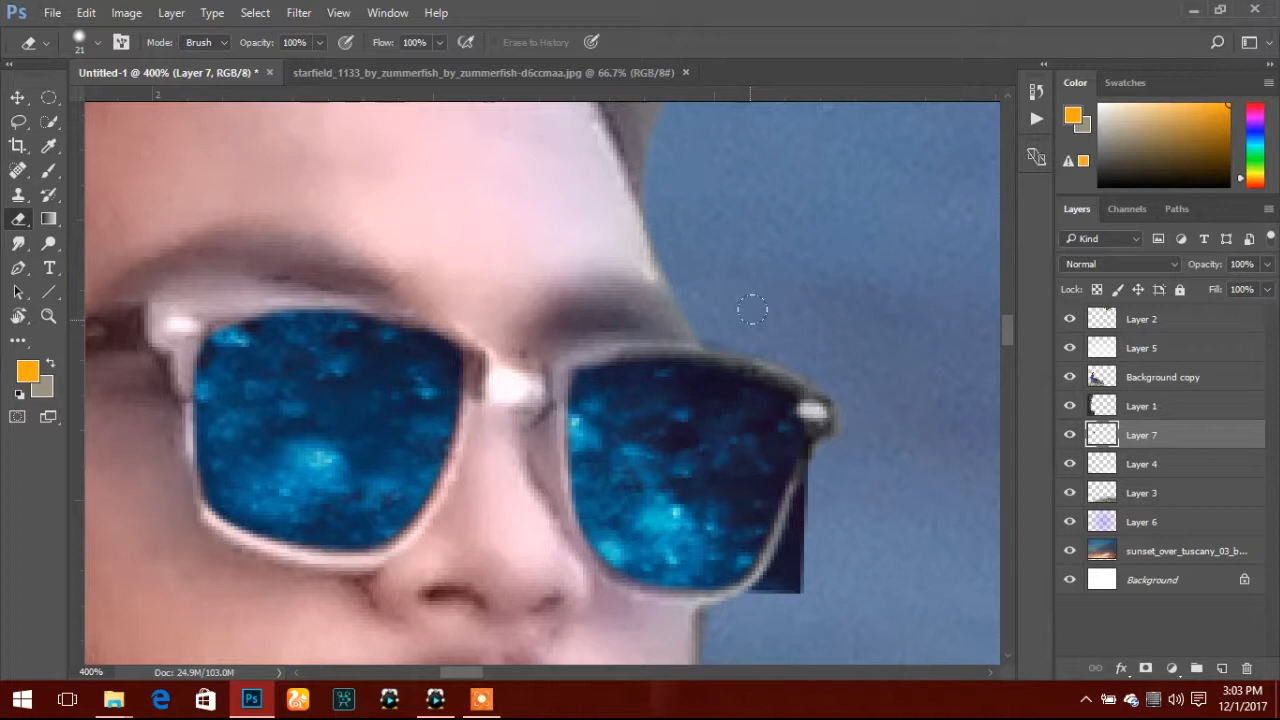 Ps File Edit Image Layer Type Select Filter View Window Help
21 Mode: Brush Opacity: 100% Flow: 100% Erase to History
Untitled-1 @ 400% (Layer 7, RGB/8) * × starfield_1133_by_zummerfish_by_zummerfish-d6ccmaa.jpg @ 66.7% (RGB/8#) ×
2
Color Swatches
Layers Channels Paths
Kind
Normal Opacity: 100%
Lock: Fill: 100%
Layer 2
Layer 5
Background copy
Layer 1
Layer 7
Layer 4
Layer 3
Layer 6
sunset_over_tuscany_03_b...
Background
400% Doc: 24.9M/103.0M
fx
Ps
3:03 PM
12/1/2017